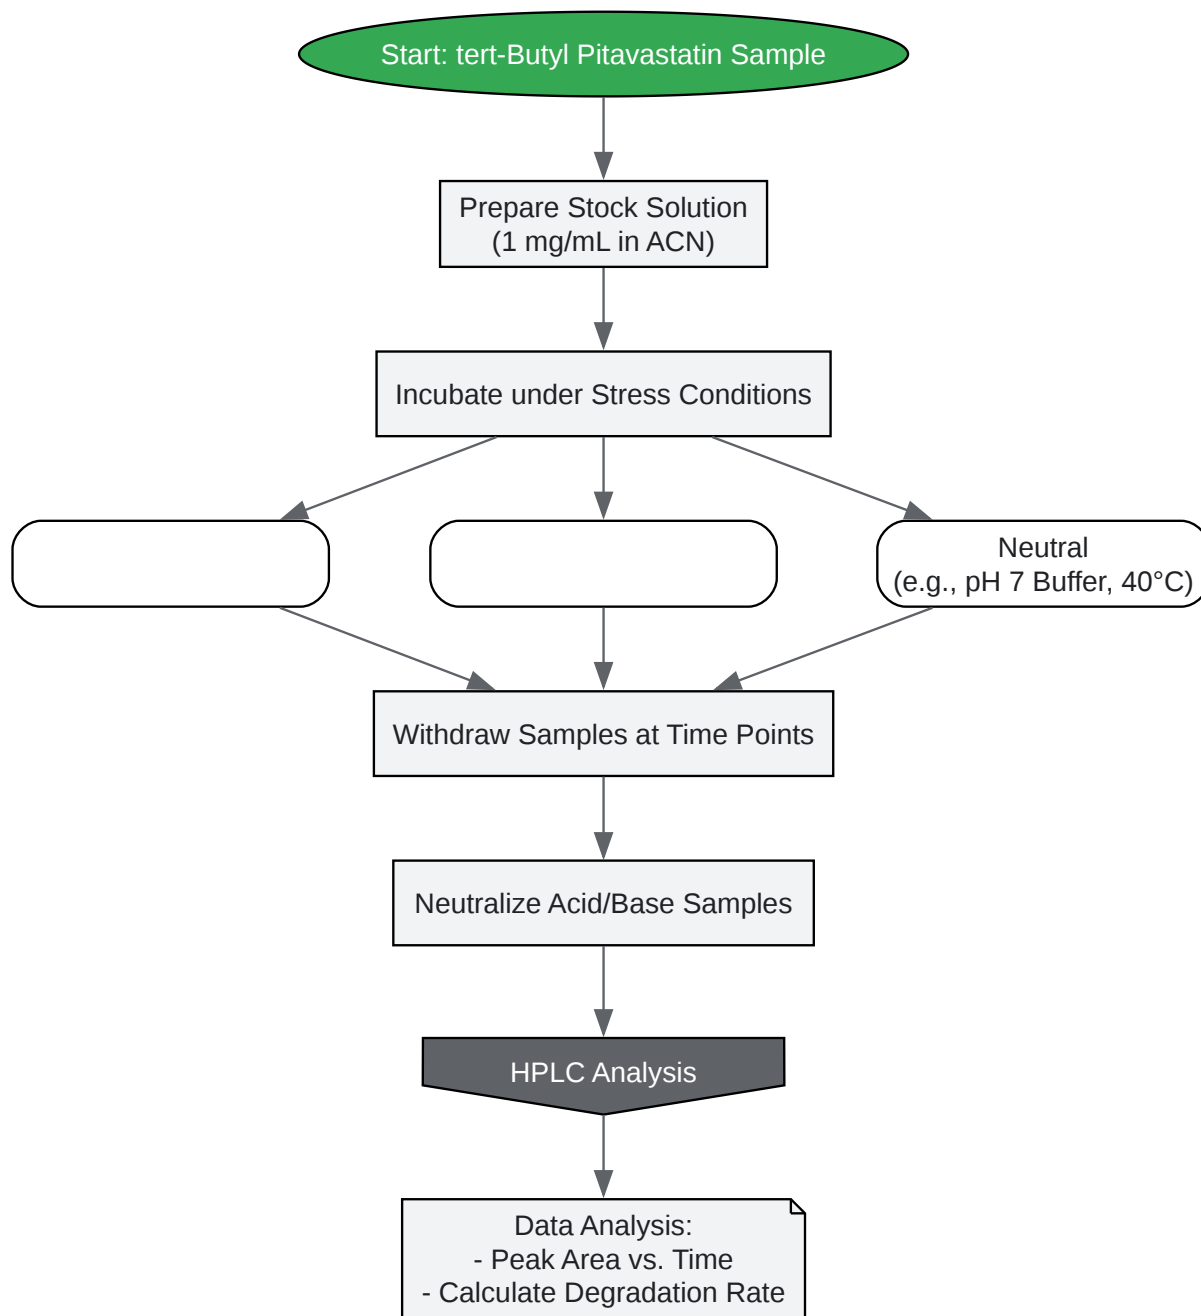 Start: tert-Butyl Pitavastatin Sample
Prepare Stock Solution
(1 mg/mL in ACN)
Incubate under Stress Conditions
Neutral
(e.g., pH 7 Buffer, 40°C)
Withdraw Samples at Time Points
Neutralize Acid/Base Samples
HPLC Analysis
Data Analysis:
- Peak Area vs. Time
- Calculate Degradation Rate